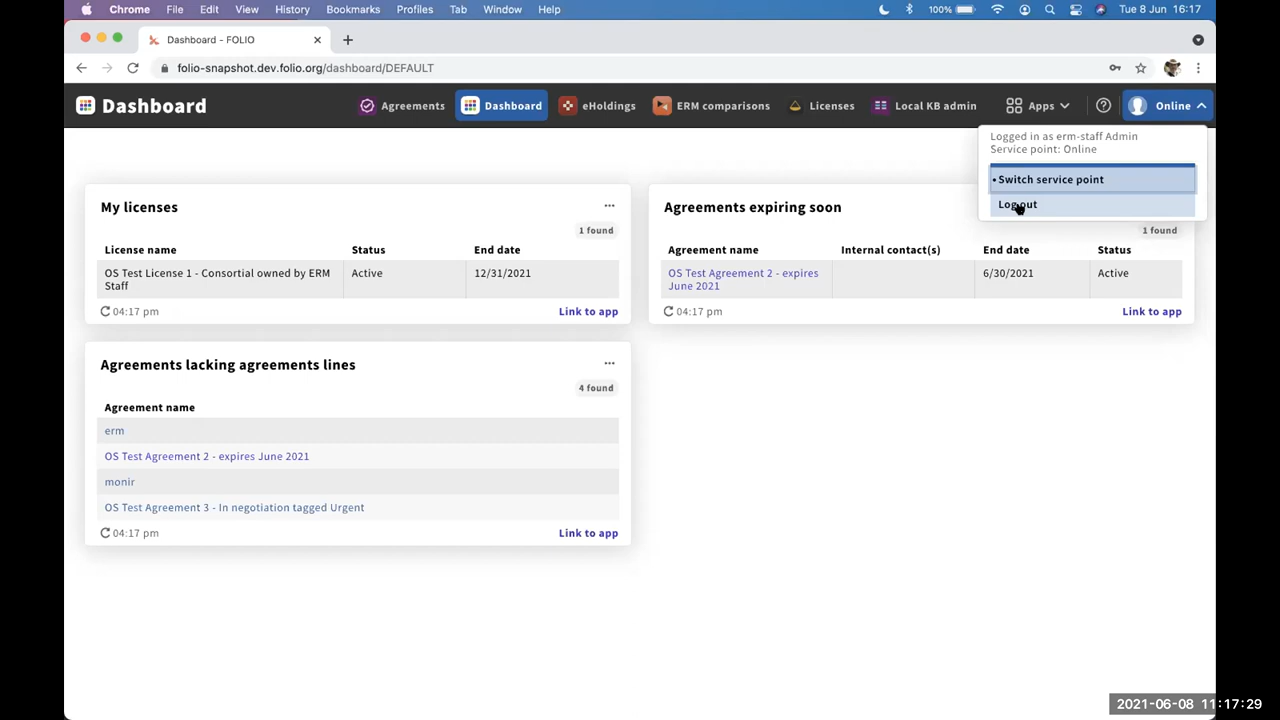 Chrome File Edit View History Bookmarks Profiles Tab Window Help 100% Tue 8 Jun 16:17
Dashboard - FOLIO
folio-snapshot.dev.folio.org/dashboard/DEFAULT
Dashboard Agreements Dashboard eHoldings ERM comparisons Licenses Local KB admin Apps Online
Logged in as erm-staff Admin
Service point: Online
• Switch service point
Log out
My licenses
1 found
License name Status End date
OS Test License 1 - Consortial owned by ERM Staff Active 12/31/2021
04:17 pm Link to app
Agreements expiring soon
1 found
Agreement name Internal contact(s) End date Status
OS Test Agreement 2 - expires June 2021 6/30/2021 Active
04:17 pm Link to app
Agreements lacking agreements lines
4 found
Agreement name
erm
OS Test Agreement 2 - expires June 2021
monir
OS Test Agreement 3 - In negotiation tagged Urgent
04:17 pm Link to app
2021-06-08 11:17:29